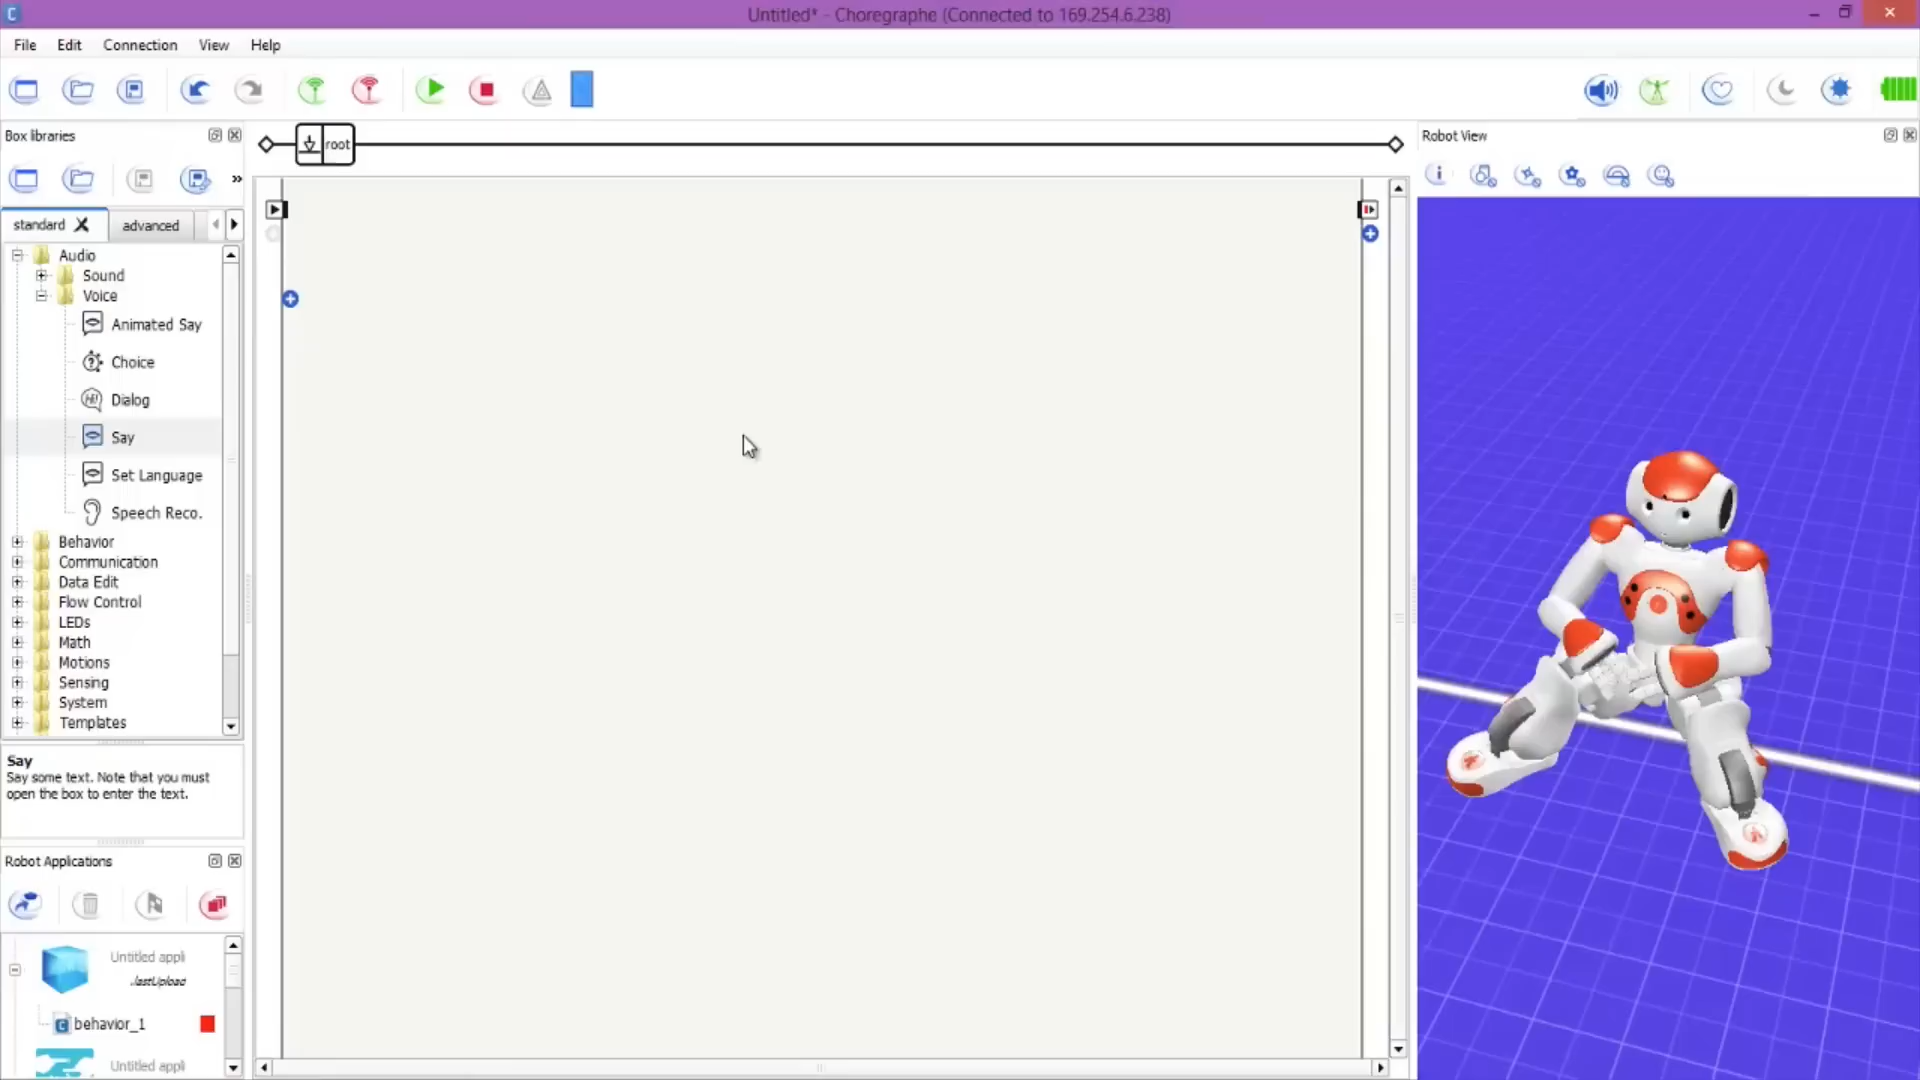 Untitled* - Choregraphe (Connected to 169.254.6.238)
File Edit Connection View Help
Box libraries
root
Robot View
standard advanced
Audio
Sound
Voice
Animated Say
Choice
Dialog
Say
Set Language
Speech Reco.
Behavior
Communication
Data Edit
Flow Control
LEDs
Math
Motions
Sensing
System
Templates
Say
Say some text. Note that you must
open the box to enter the text.
Robot Applications
Untitled appli
./lastUpload
behavior_1
Untitled appli